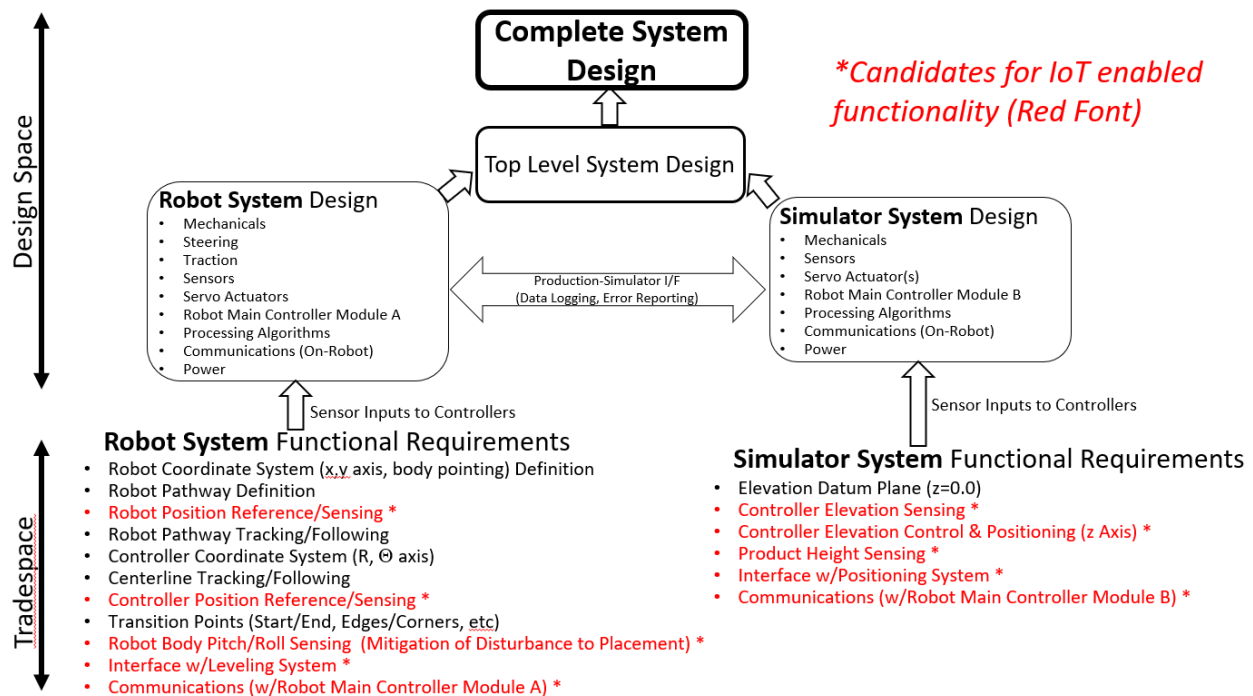 Complete System
Design
*Candidates for IoT enabled
functionality (Red Font)
Design Space
Top Level System Design
Robot System Design
• Mechanicals
• Steering
• Traction
• Sensors
• Servo Actuators
• Robot Main Controller Module A
• Processing Algorithms
• Communications (On-Robot)
• Power
Production-Simulator I/F
(Data Logging, Error Reporting)
Simulator System Design
• Mechanicals
• Sensors
• Servo Actuator(s)
• Robot Main Controller Module B
• Processing Algorithms
• Communications (On-Robot)
• Power
Sensor Inputs to Controllers
Sensor Inputs to Controllers
Tradespace
Robot System Functional Requirements
• Robot Coordinate System (x,y axis, body pointing) Definition
• Robot Pathway Definition
• Robot Position Reference/Sensing *
• Robot Pathway Tracking/Following
• Controller Coordinate System (R, Θ axis)
• Centerline Tracking/Following
• Controller Position Reference/Sensing *
• Transition Points (Start/End, Edges/Corners, etc)
• Robot Body Pitch/Roll Sensing (Mitigation of Disturbance to Placement) *
• Interface w/Leveling System *
• Communications (w/Robot Main Controller Module A) *
Simulator System Functional Requirements
• Elevation Datum Plane (z=0.0)
• Controller Elevation Sensing *
• Controller Elevation Control & Positioning (z Axis) *
• Product Height Sensing *
• Interface w/Positioning System *
• Communications (w/Robot Main Controller Module B) *